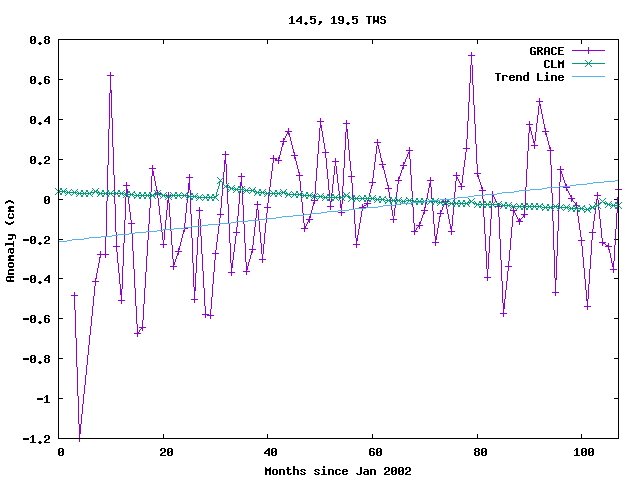 14.5, 19.5 TWS
GRACE
CLM
Trend Line
0.8
0.6
0.4
0.2
0
-0.2
-0.4
-0.6
-0.8
-1
-1.2
Anomaly (cm)
0 20 40 60 80 100
Months since Jan 2002